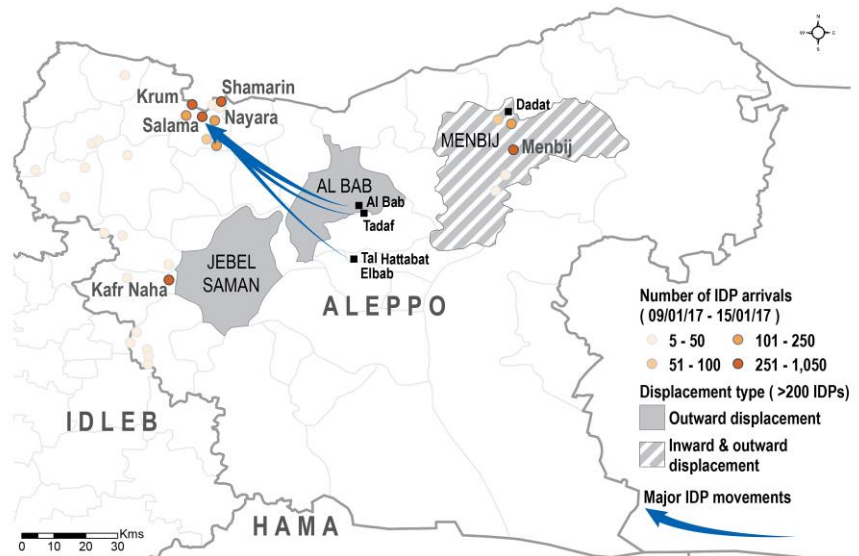 N
W E
S
Shamarin
Krum
Dadat
Salama
Nayara
MENBIJ
Menbij
AL BAB
Al Bab
Tadaf
Tal Hattabat
Elbab
JEBEL
SAMAN
Kafr Naha
ALEPPO
Number of IDP arrivals
( 09/01/17 - 15/01/17 )
5 - 50
101 - 250
51 - 100
251 - 1,050
Displacement type ( >200 IDPs)
Outward displacement
Inward & outward
displacement
IDLEB
Major IDP movements
HAMA
Kms
0 5 10 20 30